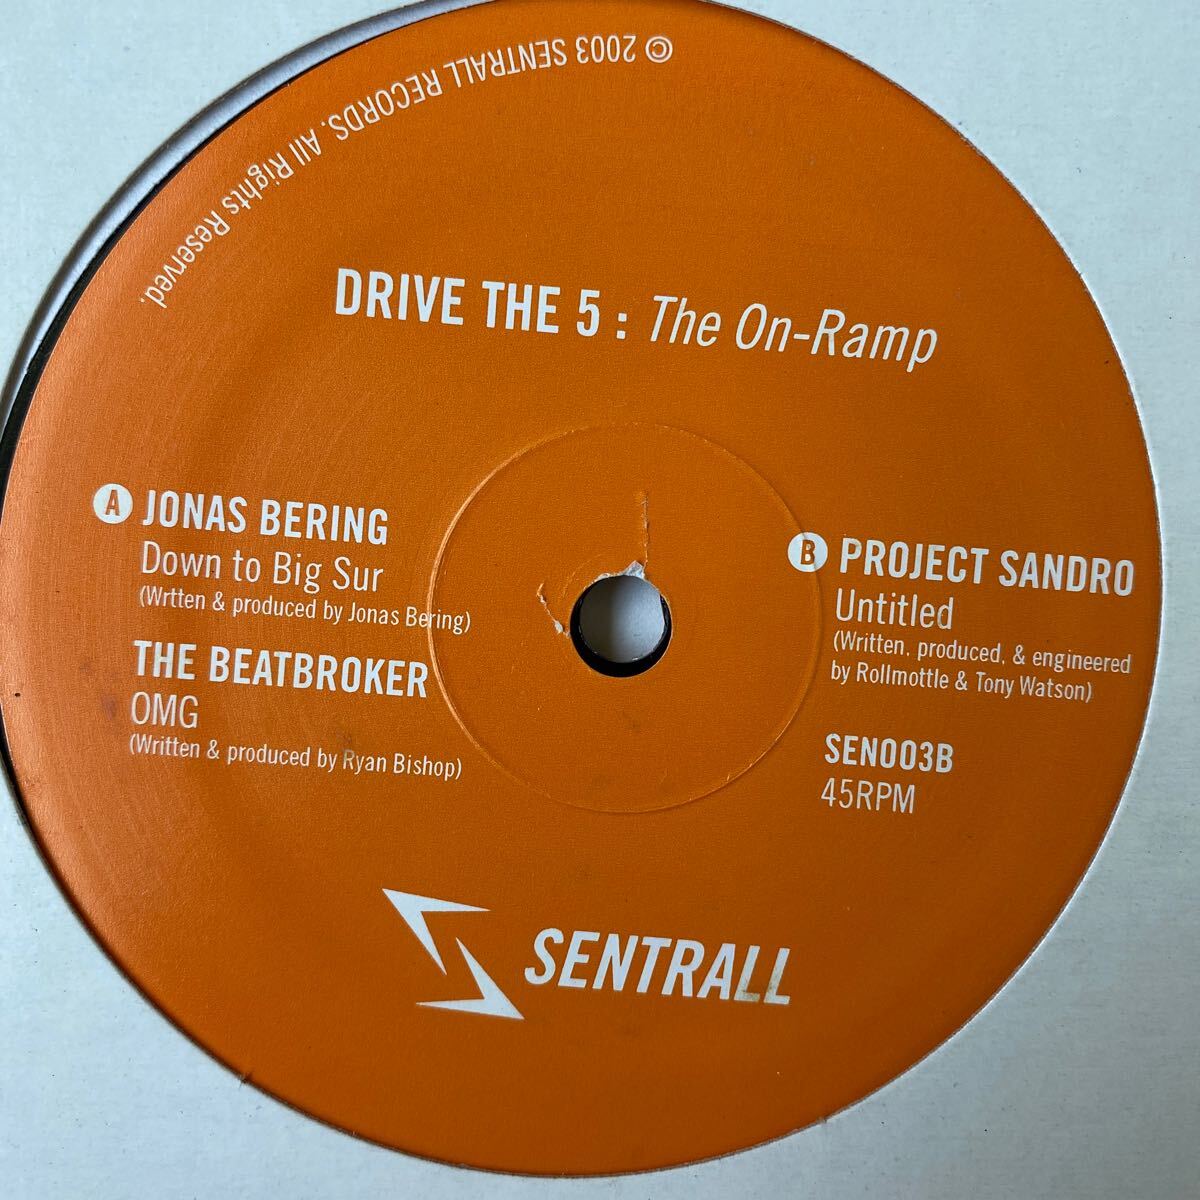 © 2003 SENTRALL RECORDS. All Rights Reserved.
DRIVE THE 5 : The On-Ramp
A JONAS BERING
Down to Big Sur
(Wrtten & produced by Jonas Bering)
THE BEATBROKER
OMG
(Written & produced by Ryan Bishop)
B PROJECT SANDRO
Untitled
(Written, produced, & engineered
by Rollmottle & Tony Watson)
SEN003B
45RPM
SENTRALL